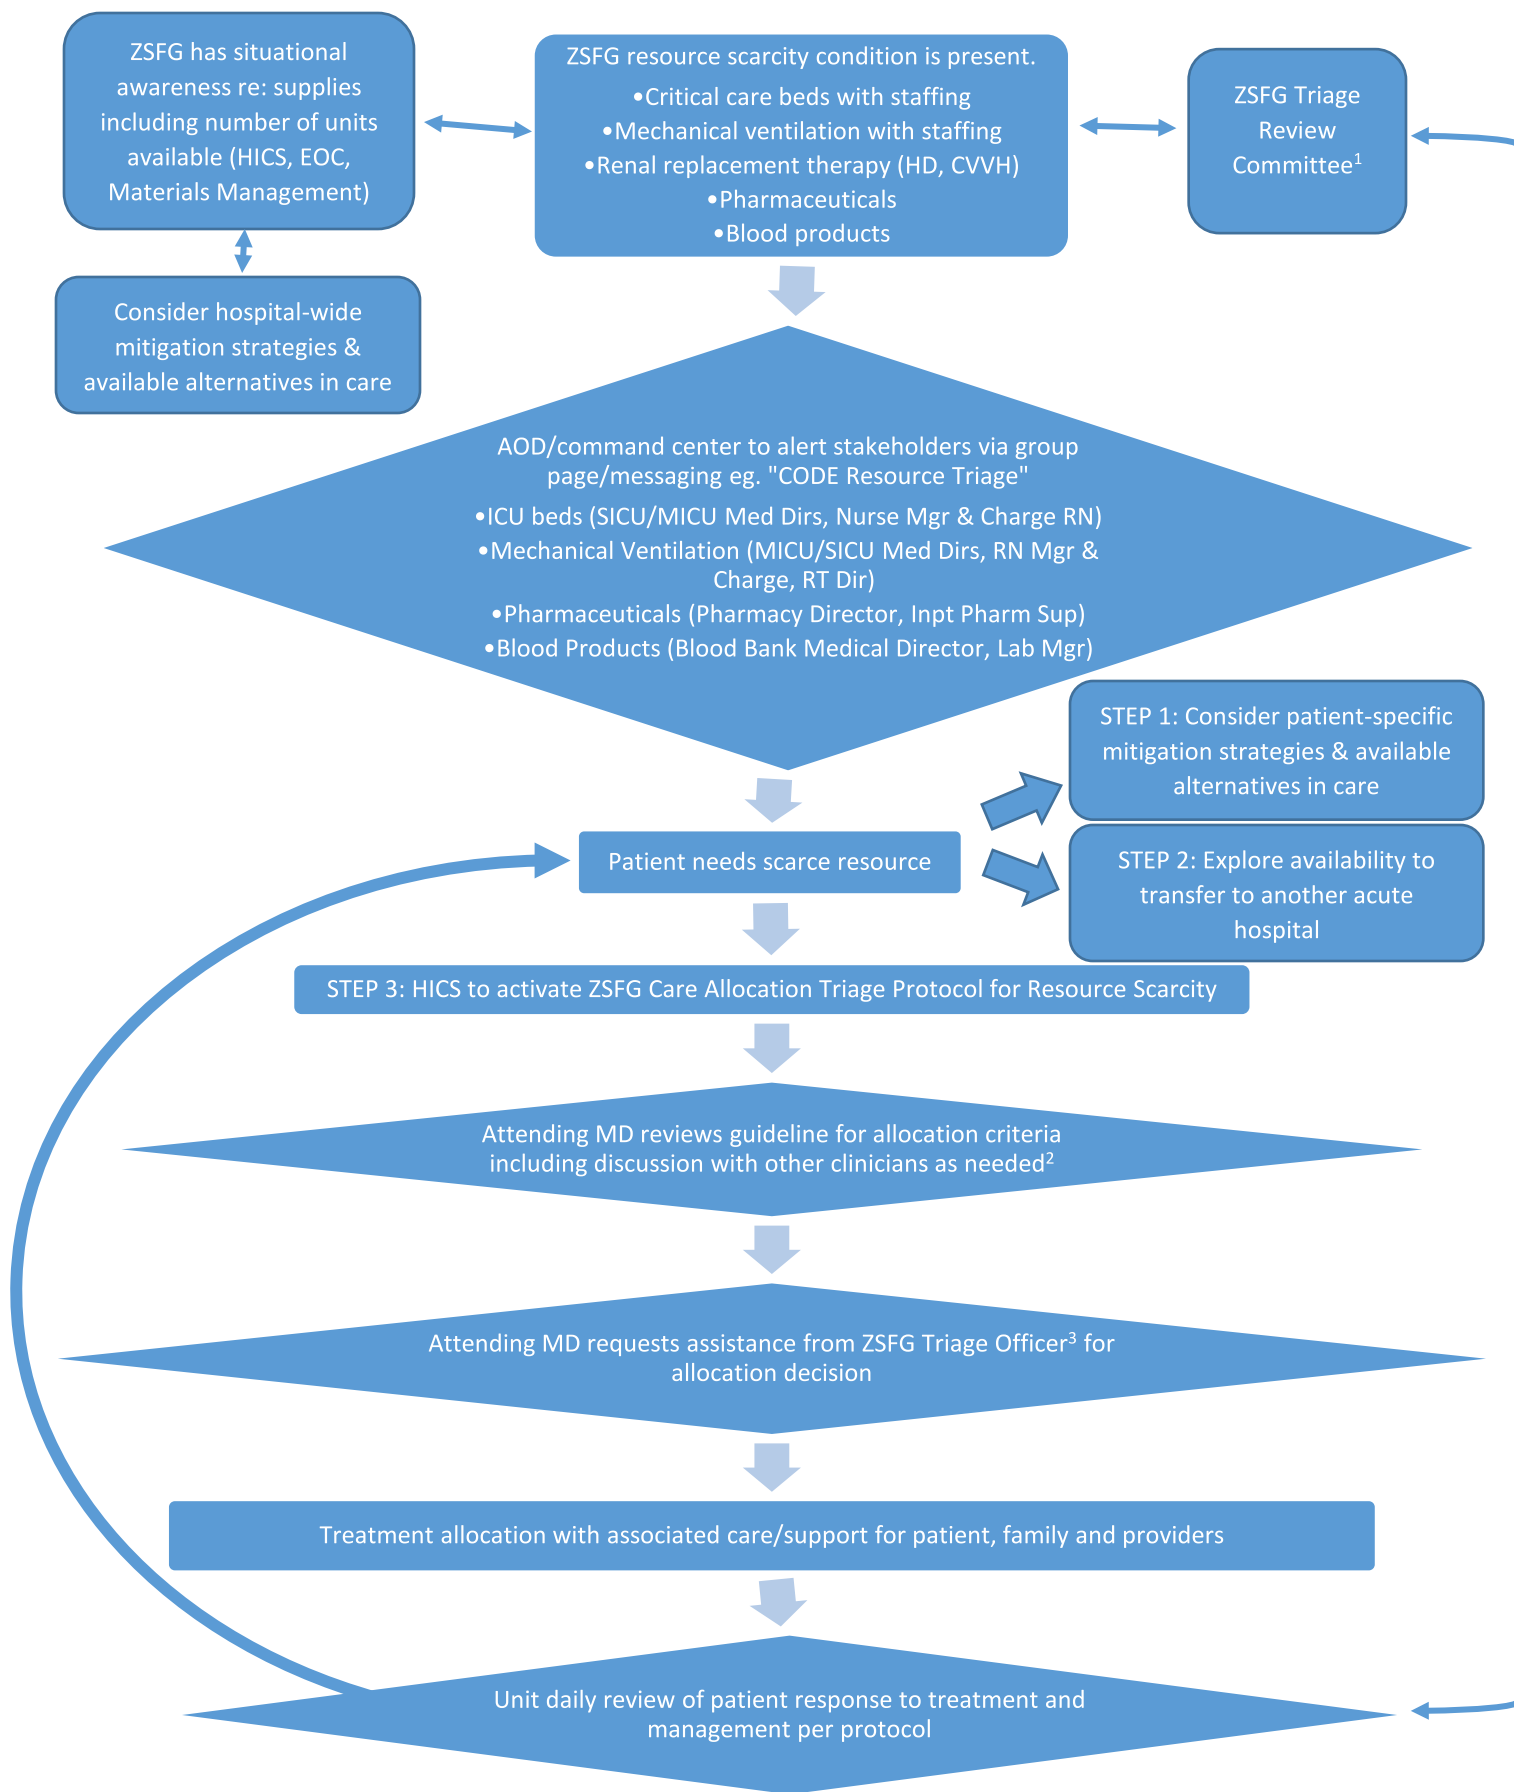 ZSFG has situational
awareness re: supplies
including number of units
available (HICS, EOC,
Materials Management)
ZSFG resource scarcity condition is present.
•Critical care beds with staffing
•Mechanical ventilation with staffing
•Renal replacement therapy (HD, CVVH)
•Pharmaceuticals
•Blood products
ZSFG Triage
Review
Committee¹
Consider hospital-wide
mitigation strategies &
available alternatives in care
AOD/command center to alert stakeholders via group
page/messaging eg. "CODE Resource Triage"
•ICU beds (SICU/MICU Med Dirs, Nurse Mgr & Charge RN)
•Mechanical Ventilation (MICU/SICU Med Dirs, RN Mgr &
Charge, RT Dir)
•Pharmaceuticals (Pharmacy Director, Inpt Pharm Sup)
•Blood Products (Blood Bank Medical Director, Lab Mgr)
STEP 1: Consider patient-specific
mitigation strategies & available
alternatives in care
Patient needs scarce resource
STEP 2: Explore availability to
transfer to another acute
hospital
STEP 3: HICS to activate ZSFG Care Allocation Triage Protocol for Resource Scarcity
Attending MD reviews guideline for allocation criteria
including discussion with other clinicians as needed²
Attending MD requests assistance from ZSFG Triage Officer³ for
allocation decision
Treatment allocation with associated care/support for patient, family and providers
Unit daily review of patient response to treatment and
management per protocol